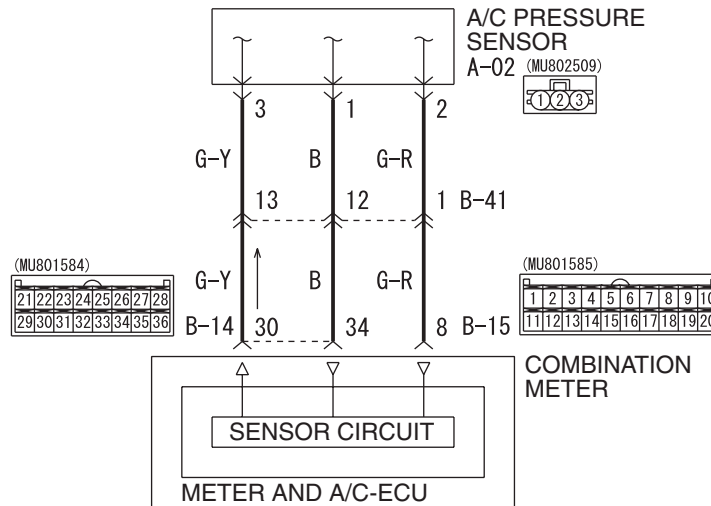 A/C PRESSURE
SENSOR
A-02 (MU802509)
1 2 3
3 1 2
G-Y B G-R
13 12 1 B-41
(MU801584)
21 22 23 24 25 26 27 28
29 30 31 32 33 34 35 36
G-Y B G-R
(MU801585)
1 2 3 4 5 6 7 8 9 10
11 12 13 14 15 16 17 18 19 20
B-14 30 34 8 B-15
COMBINATION
METER
SENSOR CIRCUIT
METER AND A/C-ECU